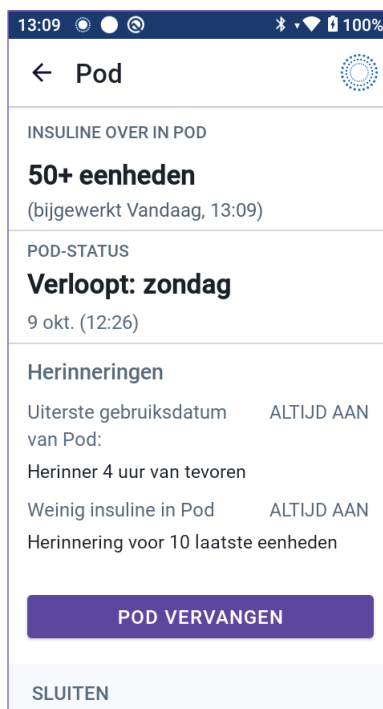 13:09 100%
Pod
INSULINE OVER IN POD
50+ eenheden
(bijgewerkt Vandaag, 13:09)
POD-STATUS
Verloopt: zondag
9 okt. (12:26)
Herinneringen
Uiterste gebruiksdatum ALTIJD AAN
van Pod:
Herinner 4 uur van tevoren
Weinig insuline in Pod ALTIJD AAN
Herinnering voor 10 laatste eenheden
POD VERVANGEN
SLUITEN